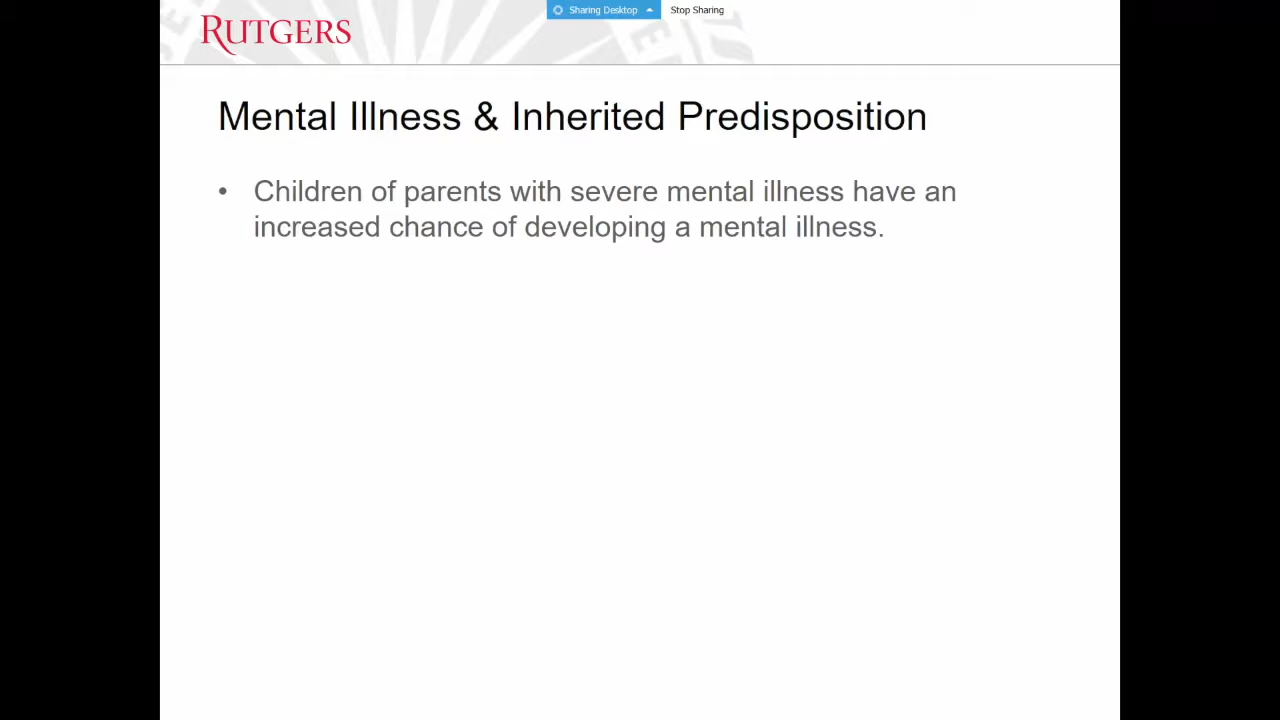 Sharing Desktop Stop Sharing
RUTGERS
Mental Illness & Inherited Predisposition
• Children of parents with severe mental illness have an
increased chance of developing a mental illness.